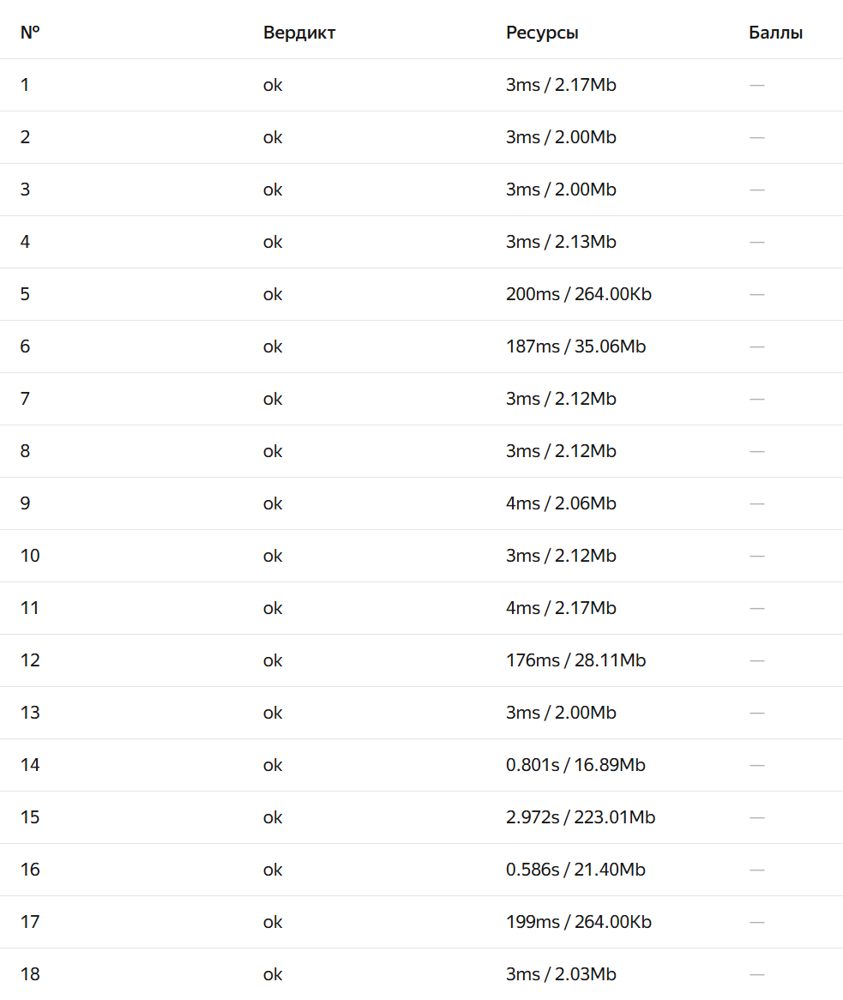 № Вердикт Ресурсы Баллы
1 ok 3ms / 2.17Mb —
2 ok 3ms / 2.00Mb —
3 ok 3ms / 2.00Mb —
4 ok 3ms / 2.13Mb —
5 ok 200ms / 264.00Kb —
6 ok 187ms / 35.06Mb —
7 ok 3ms / 2.12Mb —
8 ok 3ms / 2.12Mb —
9 ok 4ms / 2.06Mb —
10 ok 3ms / 2.12Mb —
11 ok 4ms / 2.17Mb —
12 ok 176ms / 28.11Mb —
13 ok 3ms / 2.00Mb —
14 ok 0.801s / 16.89Mb —
15 ok 2.972s / 223.01Mb —
16 ok 0.586s / 21.40Mb —
17 ok 199ms / 264.00Kb —
18 ok 3ms / 2.03Mb —